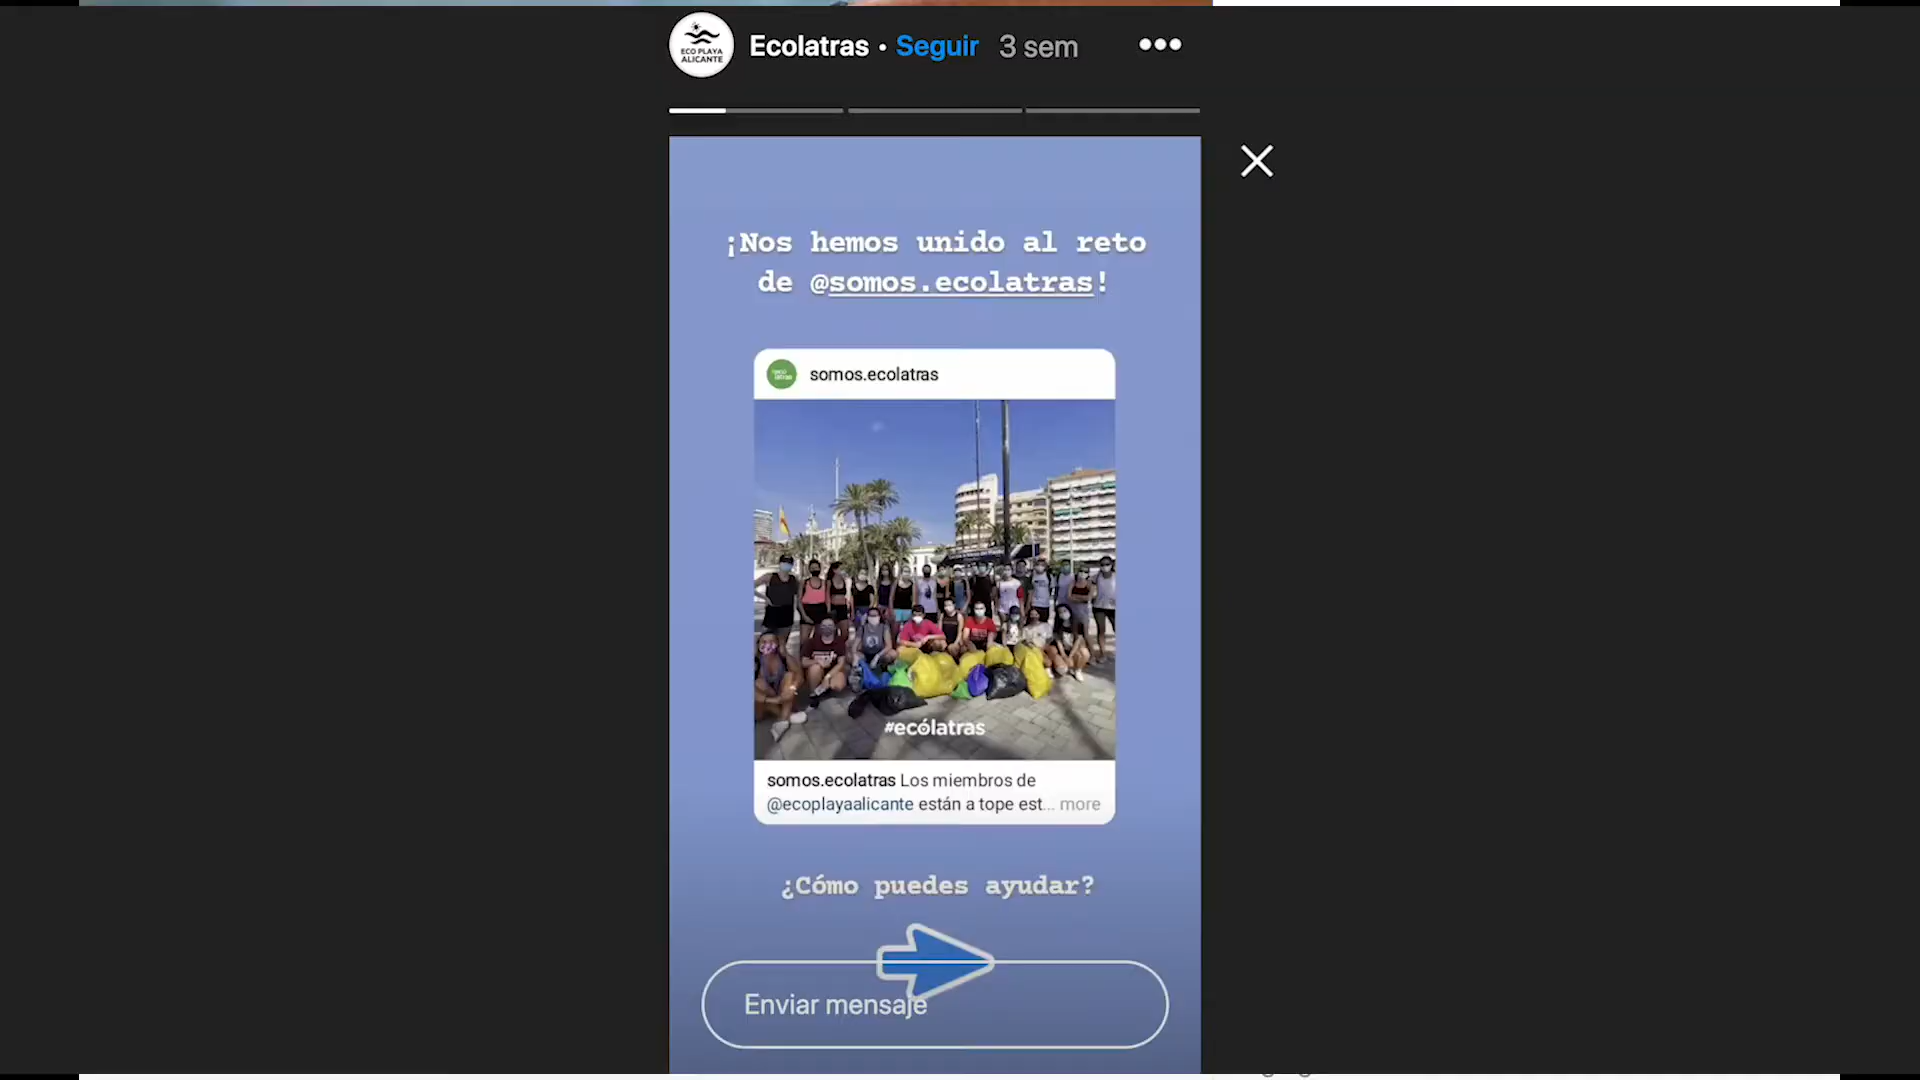 ECO PLAYA
ALICANTE
Ecolatras • Seguir 3 sem
¡Nos hemos unido al reto
de @somos.ecolatras!
somos.ecolatras
#ecólatras
somos.ecolatras Los miembros de
@ecoplayaalicante están a tope est... more
¿Cómo puedes ayudar?
Enviar mensaje